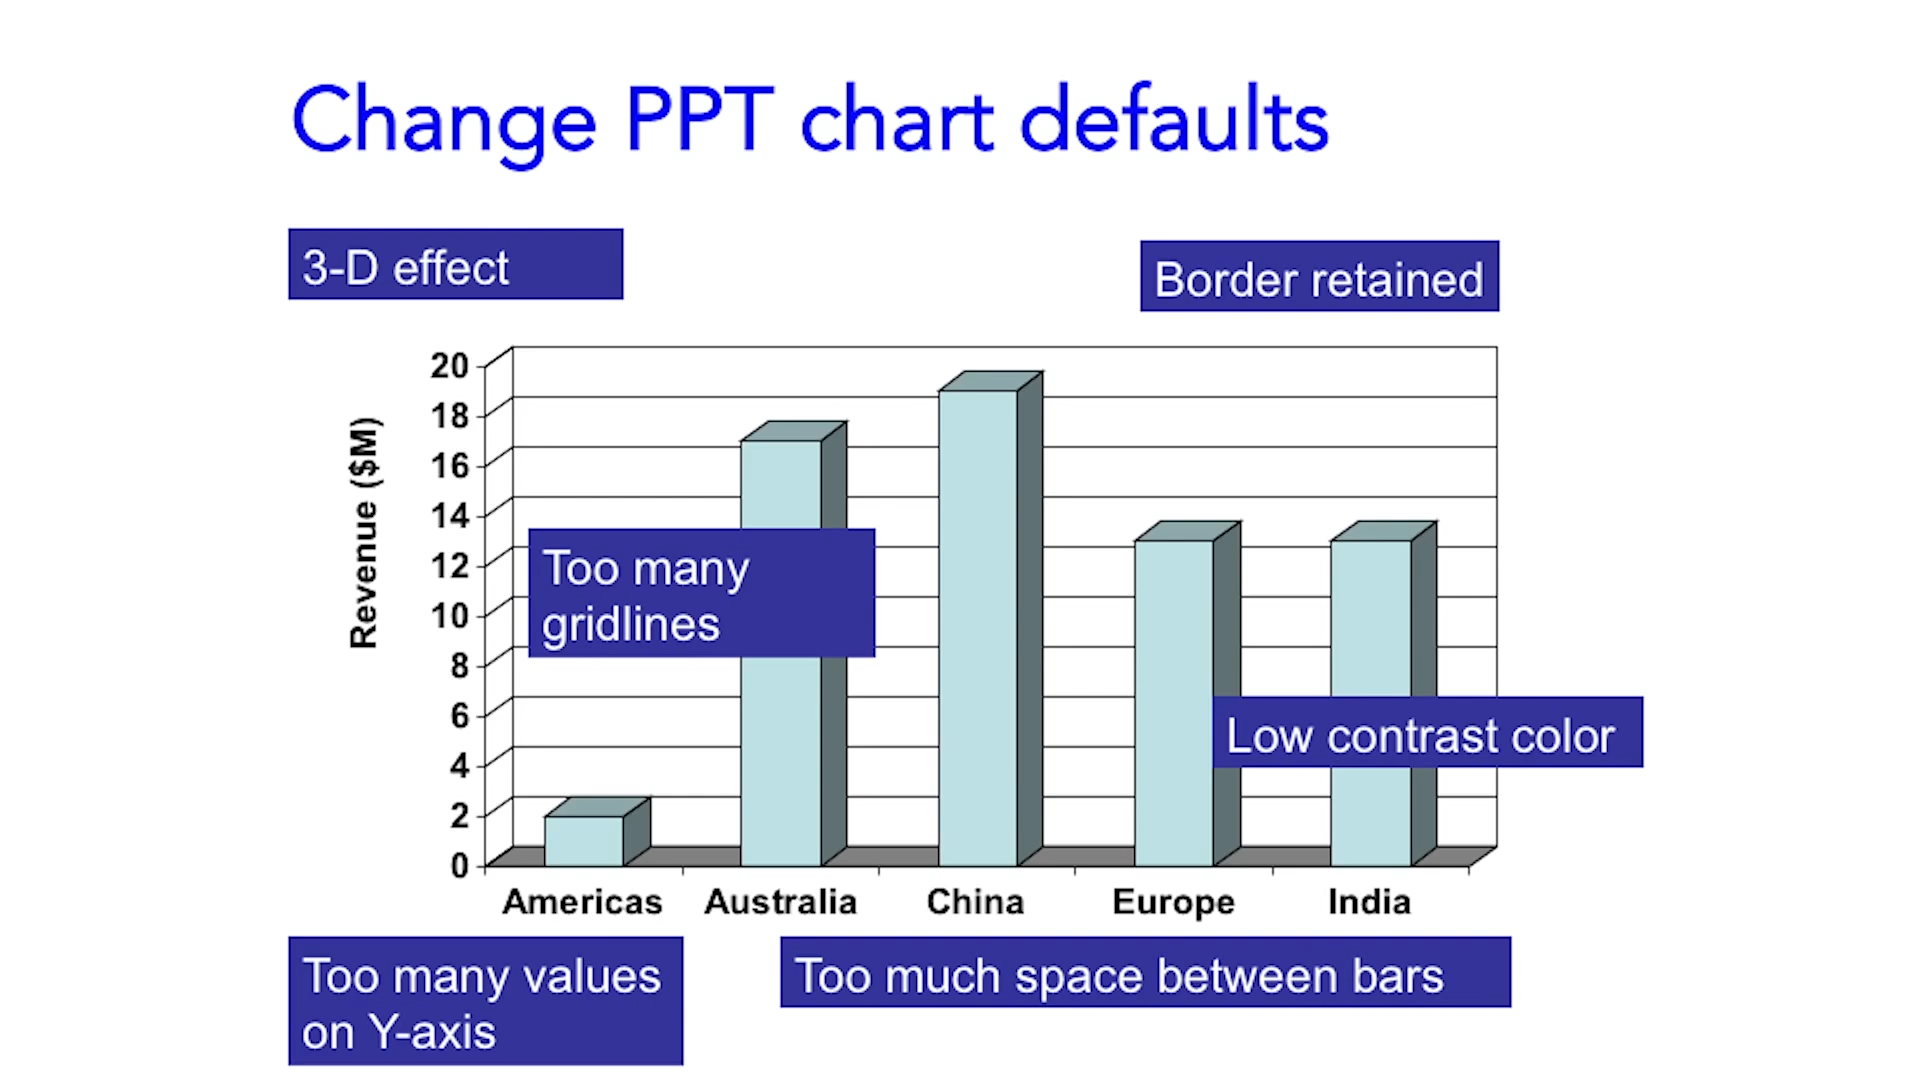 Change PPT chart defaults
3-D effect
Border retained
Revenue ($M)
20
18
16
14
12
10
8
6
4
2
0
Too many
gridlines
Low contrast color
Americas Australia China Europe India
Too many values
on Y-axis
Too much space between bars